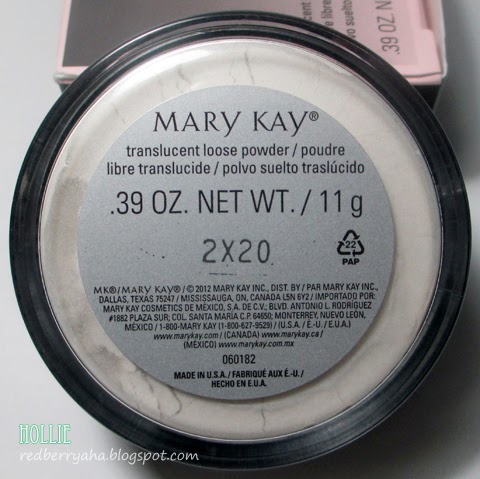 translucent
re libre
polvo suelto
.39 OZ. N
MARY KAY®
translucent loose powder / poudre
libre translucide / polvo suelto traslúcido
.39 OZ. NET WT. / 11 g
2X20
22
PAP
MK®/MARY KAY®/ © 2012 MARY KAY INC., DIST. BY / PAR MARY KAY INC.,
DALLAS, TEXAS 75247 / MISSISSAUGA, ON, CANADA L5N 6Y2 / IMPORTADO POR:
MARY KAY COSMETICS DE MÉXICO, S.A. DE C.V., BLVD. ANTONIO L. RODRÍGUEZ
#1882 PLAZA SUR; COL. SANTA MARÍA C.P. 64650, MONTERREY, NUEVO LEÓN,
MÉXICO / 1-800-MARY KAY (1-800-627-9529) / (U.S.A. / É.-U. / E.U.A.)
www.marykay.com / (CANADA) www.marykay.ca /
(MÉXICO) www.marykay.com.mx
060182
MADE IN U.S.A. / FABRIQUÉ AUX É.-U. /
HECHO EN E.U.A.
HOLLIE
redberryaha.blogspot.com